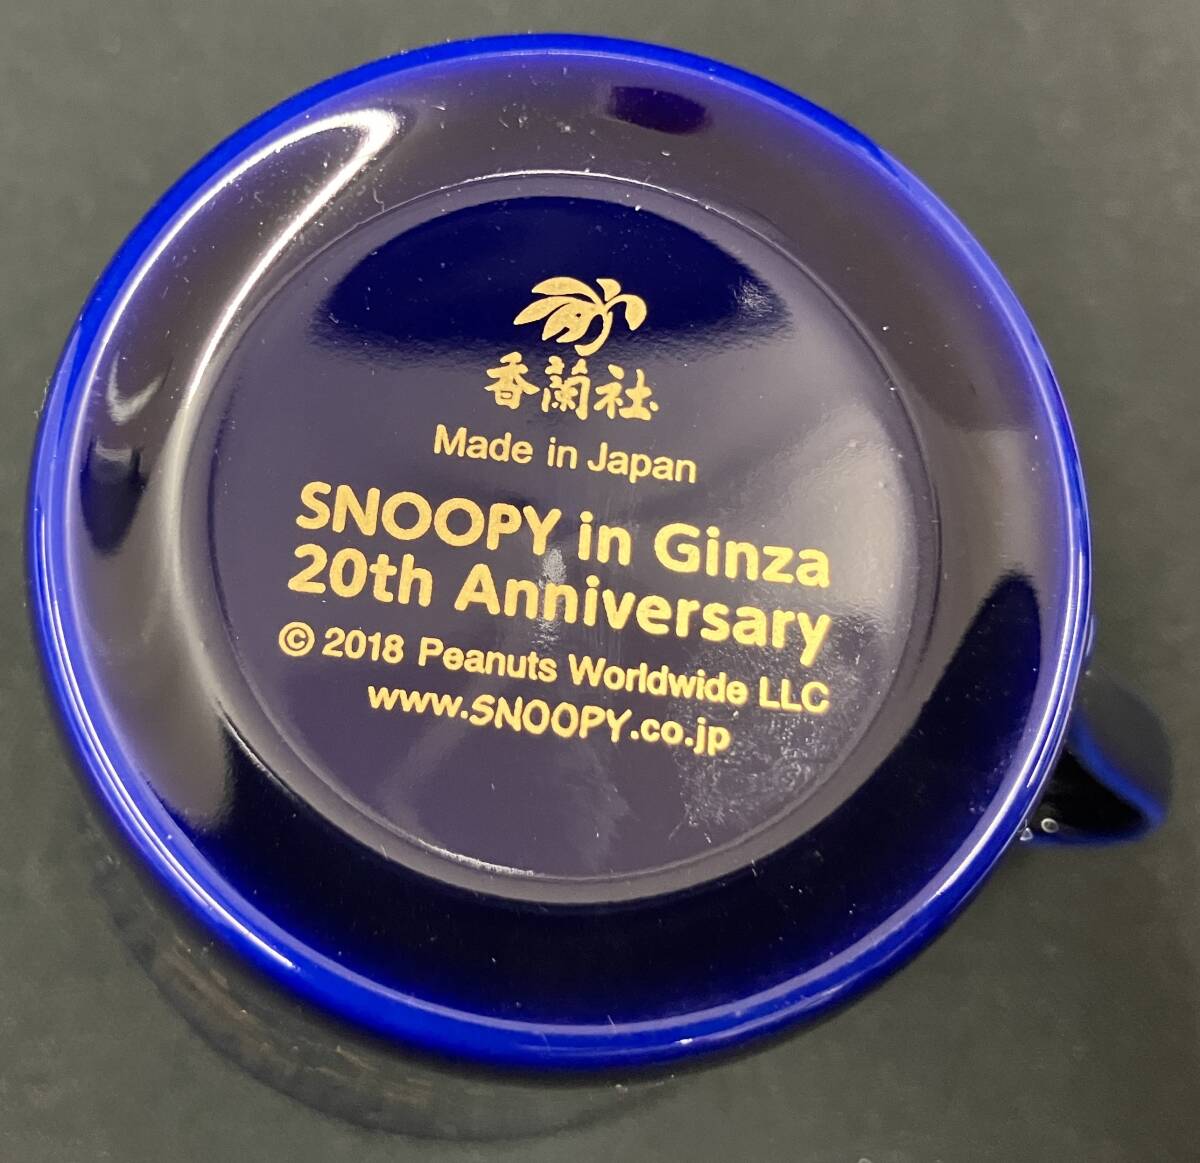 香蘭社
Made in Japan
SNOOPY in Ginza
20th Anniversary
© 2018 Peanuts Worldwide LLC
www.SNOOPY.co.jp